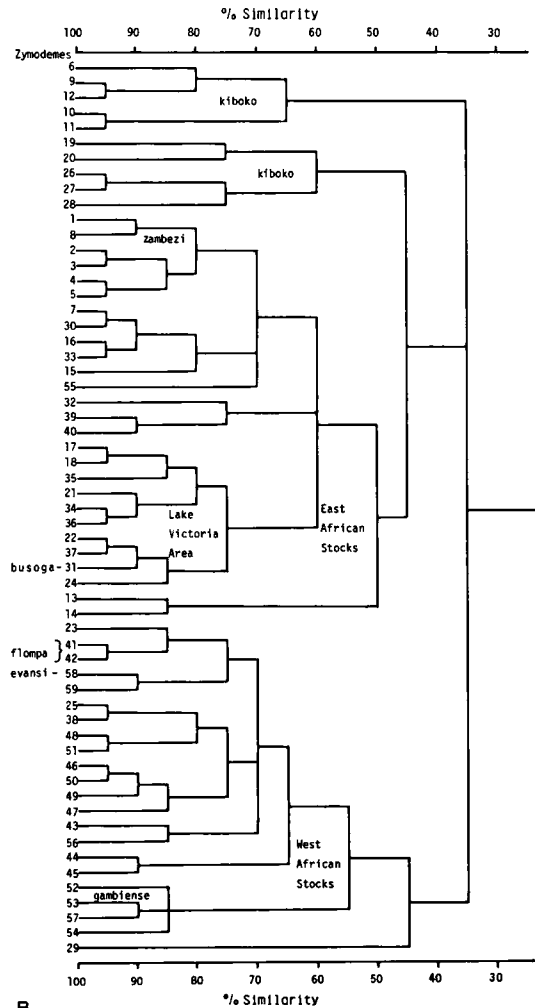 % Similarity
100 90 80 70 60 50 40 30
Zymodemes
6
9
12
kiboko
10
11
19
20
26
kiboko
27
28
1
zambezi
8
2
3
4
5
7
30
16
33
15
55
32
39
40
17
18
35
21
Lake East
34
Victoria African
36
Area Stocks
22
37
busoga - 31
24
13
14
23
flompa } 41
42
evansi - 58
59
25
38
48
51
46
50
49
47
43
56
West
44
African
45
Stocks
52
gambiense
53
57
54
29
100 90 80 70 60 50 40 30
% Similarity
B